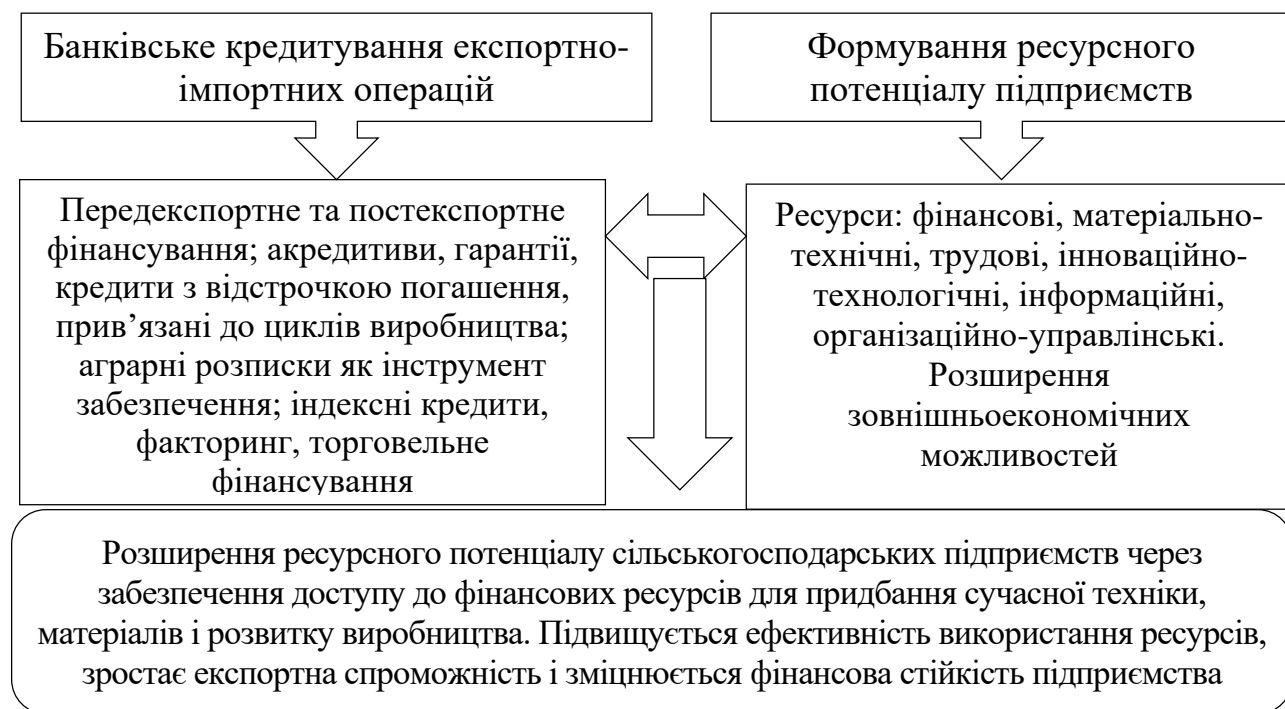 Банківське кредитування експортно-
імпортних операцій
Формування ресурсного
потенціалу підприємств
Передекспортне та постекспортне
фінансування; акредитиви, гарантії,
кредити з відстрочкою погашення,
прив’язані до циклів виробництва;
аграрні розписки як інструмент
забезпечення; індексні кредити,
факторинг, торговельне
фінансування
Ресурси: фінансові, матеріально-
технічні, трудові, інноваційно-
технологічні, інформаційні,
організаційно-управлінські.
Розширення
зовнішньоекономічних
можливостей
Розширення ресурсного потенціалу сільськогосподарських підприємств через
забезпечення доступу до фінансових ресурсів для придбання сучасної техніки,
матеріалів і розвитку виробництва. Підвищується ефективність використання ресурсів,
зростає експортна спроможність і зміцнюється фінансова стійкість підприємства